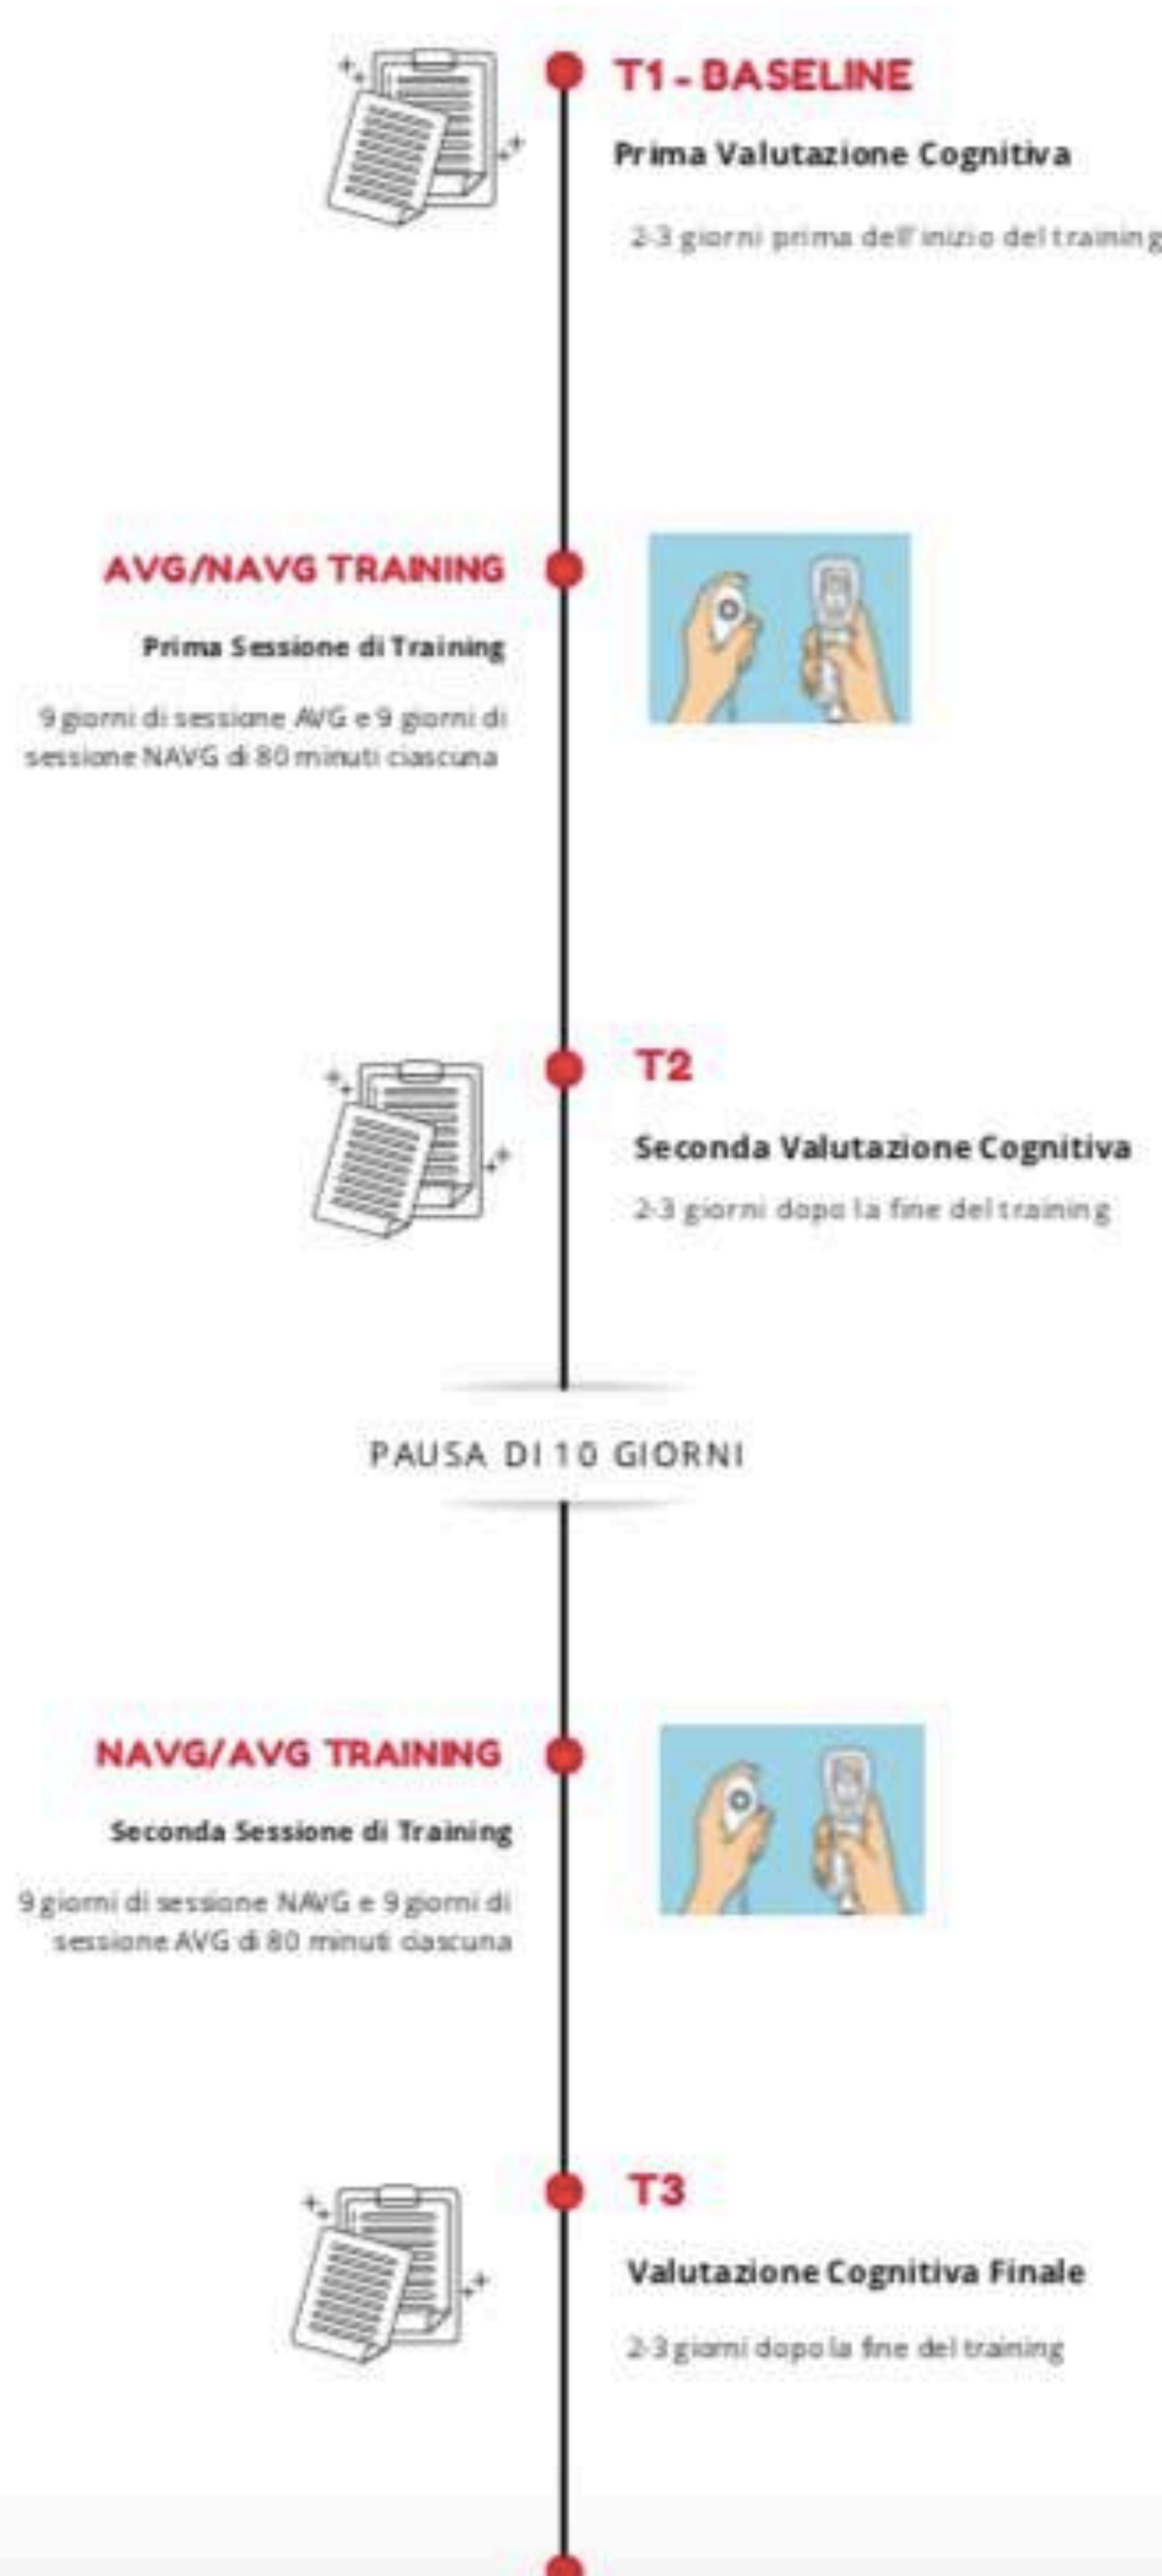 T1 - BASELINE
Prima Valutazione Cognitiva
2-3 giorni prima dell'inizio del training
AVG/NAVG TRAINING
Prima Sessione di Training
9 giorni di sessione AVG e 9 giorni di
sessione NAVG di 80 minuti ciascuna
T2
Seconda Valutazione Cognitiva
2-3 giorni dopo la fine del training
PAUSA DI 10 GIORNI
NAVG/AVG TRAINING
Seconda Sessione di Training
9 giorni di sessione NAVG e 9 giorni di
sessione AVG di 80 minuti ciascuna
T3
Valutazione Cognitiva Finale
2-3 giorni dopo la fine del training